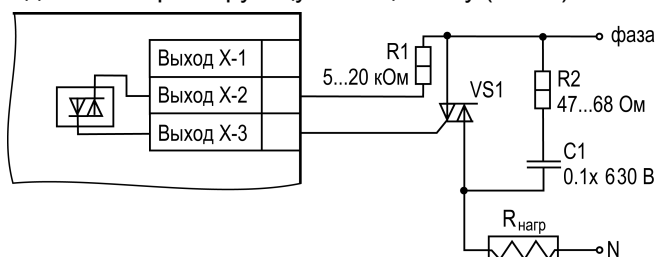 Выход X-1
Выход X-2
Выход X-3
R1
5...20 кОм
VS1
фаза
R2
47...68 Ом
C1
0.1x 630 В
Rнагр
N